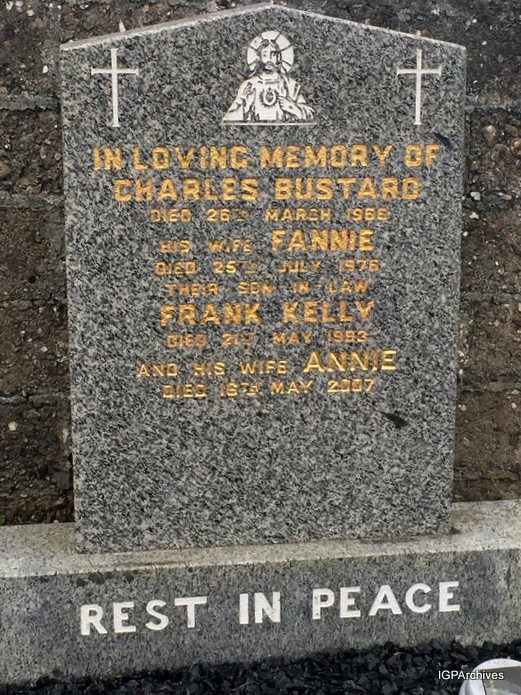 IN LOVING MEMORY OF
CHARLES BUSTARD
DIED 26TH MARCH 1966
HIS WIFE FANNIE
DIED 25TH JULY 1976
THEIR SON-IN-LAW
FRANK KELLY
DIED 21ST MAY 1993
AND HIS WIFE ANNIE
DIED 16TH MAY 2007
REST IN PEACE
IGPArchives